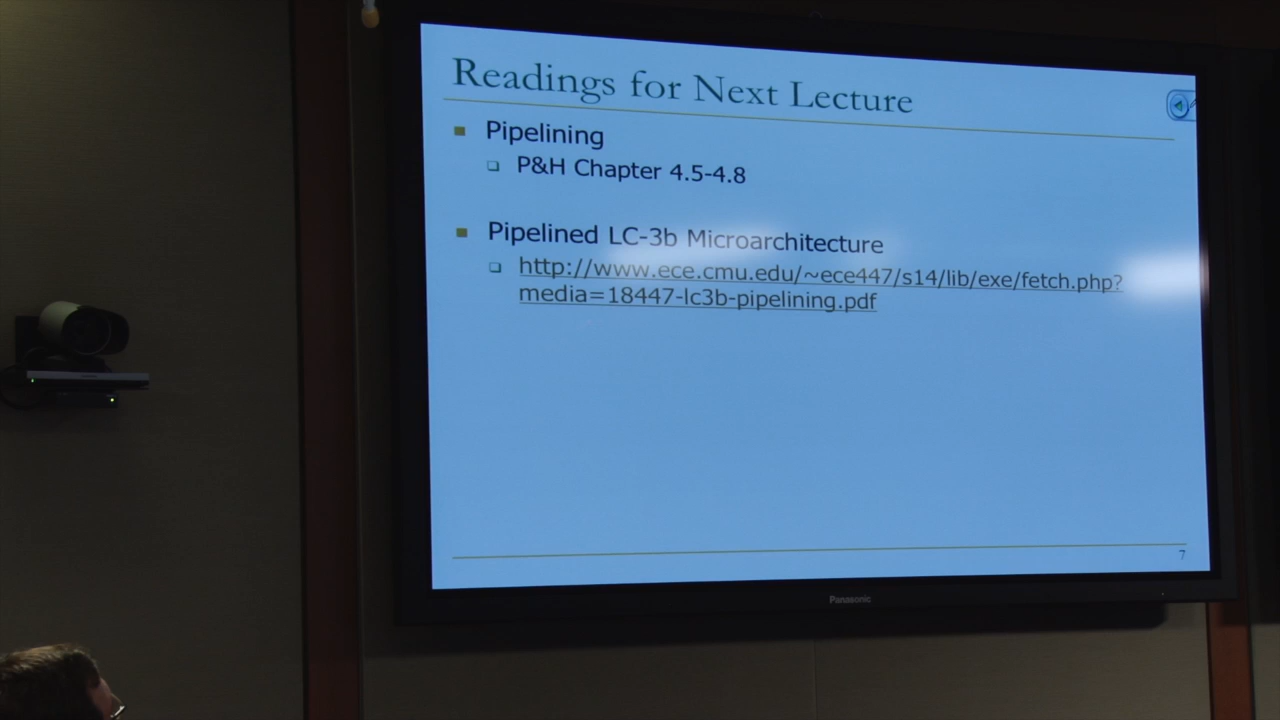 Readings for Next Lecture
Pipelining
P&H Chapter 4.5-4.8
Pipelined LC-3b Microarchitecture
http://www.ece.cmu.edu/~ece447/s14/lib/exe/fetch.php?
media=18447-lc3b-pipelining.pdf
7
Panasonic